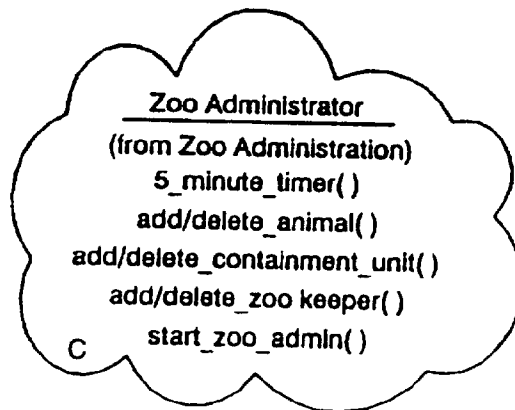 Zoo Administrator
(from Zoo Administration)
5_minute_timer( )
add/delete_animal( )
add/delete_containment_unit( )
add/delete_zoo keeper( )
start_zoo_admin( )
C